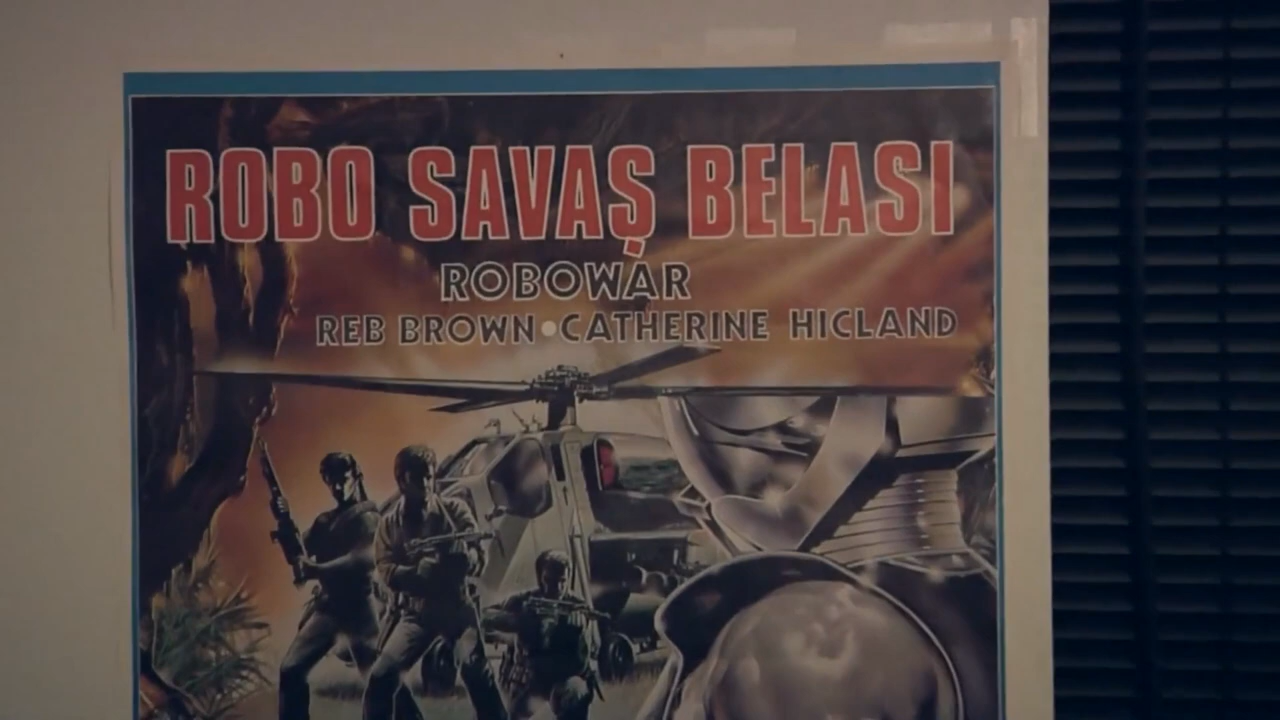 ROBO SAVAŞ BELASI
ROBOWAR
REB BROWN • CATHERINE HICLAND